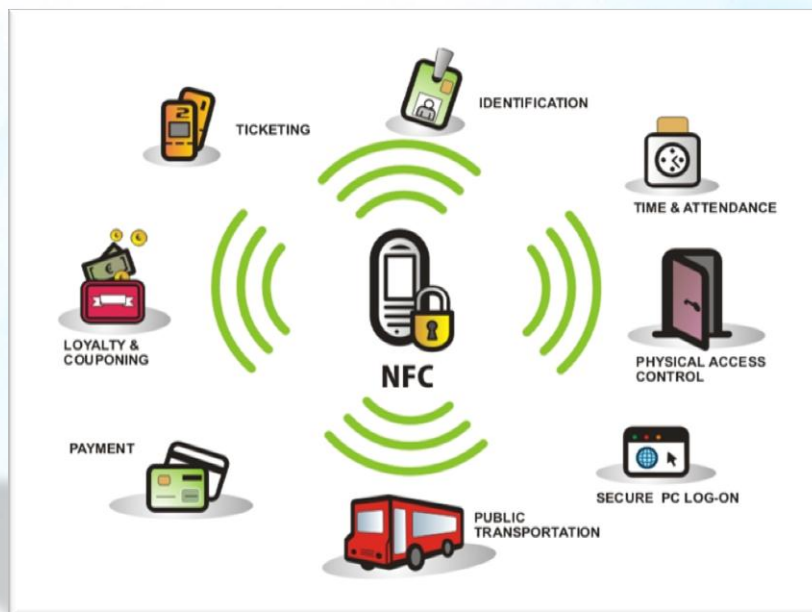 IDENTIFICATION
TICKETING
TIME & ATTENDANCE
LOYALTY &
COUPONING
NFC
PHYSICAL ACCESS
CONTROL
PAYMENT
SECURE PC LOG-ON
PUBLIC
TRANSPORTATION